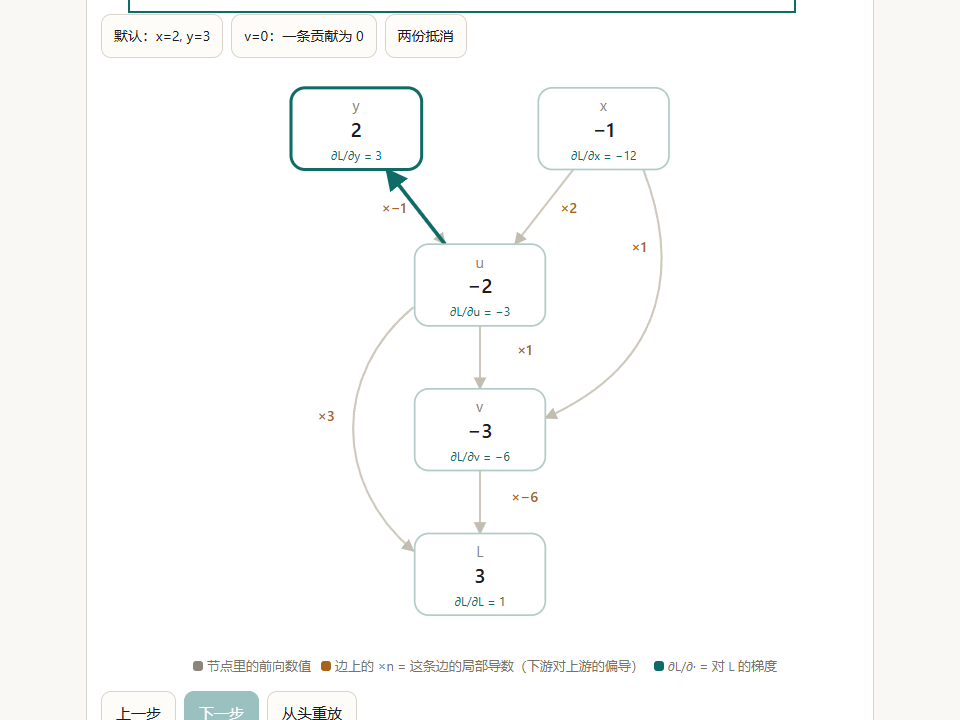 默认：x=2, y=3
v=0：一条贡献为 0
两份抵消
y
2
∂L/∂y = 3
x
−1
∂L/∂x = −12
×−1
×2
×1
u
−2
∂L/∂u = −3
×1
×3
v
−3
∂L/∂v = −6
×−6
L
3
∂L/∂L = 1
节点里的前向数值
边上的 ×n = 这条边的局部导数（下游对上游的偏导）
∂L/∂· = 对 L 的梯度
上一步
下一步
从头重放